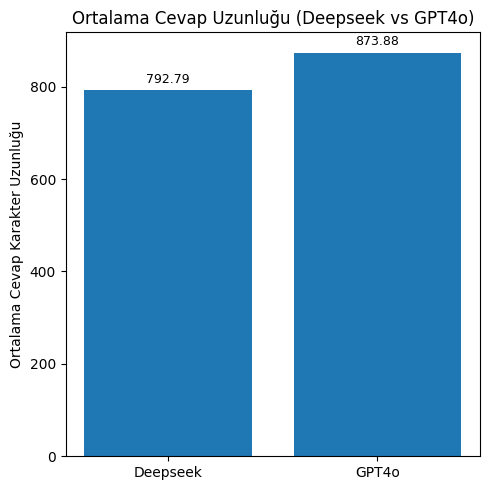 Ortalama Cevap Uzunluğu (Deepseek vs GPT4o)
873.88
792.79
800
600
400
200
0
Ortalama Cevap Karakter Uzunluğu
Deepseek
GPT4o